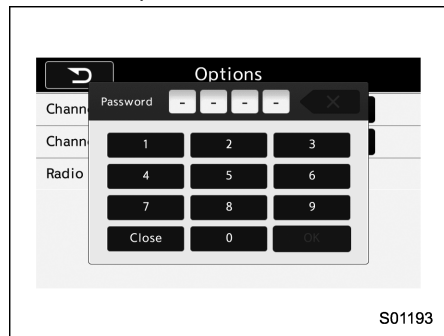 Options
Password - - - - X
Chann
Chann
Radio
1 2 3
4 5 6
7 8 9
Close 0 OK
S01193